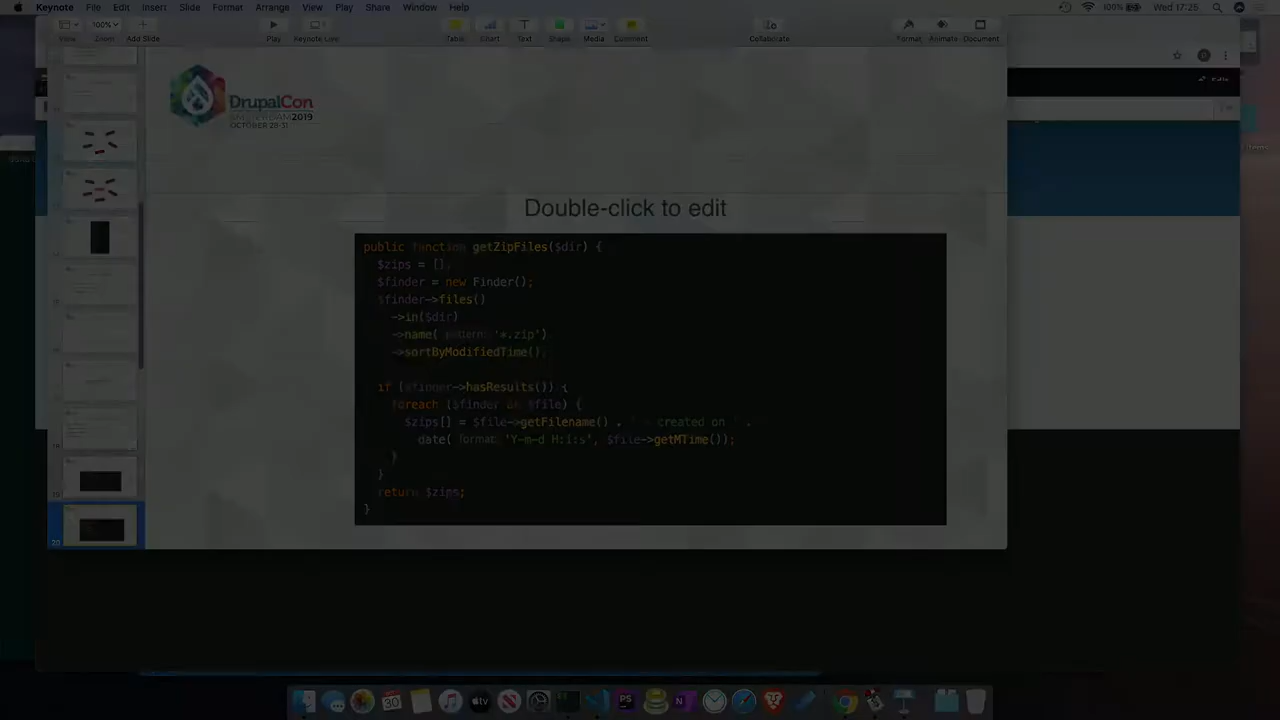 Keynote File Edit Insert Slide Format Arrange View Play Share Window Help 100% Wed 17:25
100%
View Zoom Add Slide Play Keynote Live Table Chart Text Shape Media Comment Collaborate Format Animate Document
DrupalCon
AMSTERDAM2019
OCTOBER 28-31
Double-click to edit
public function getZipFiles($dir) {
$zips = [];
$finder = new Finder();
$finder->files()
->in($dir)
->name( pattern: '*.zip')
->sortByModifiedTime();
if ($finder->hasResults()) {
foreach ($finder as $file) {
$zips[] = $file->getFilename() . ' - created on ' .
date( format: 'Y-m-d H:i:s', $file->getMTime());
}
}
return $zips;
}
20